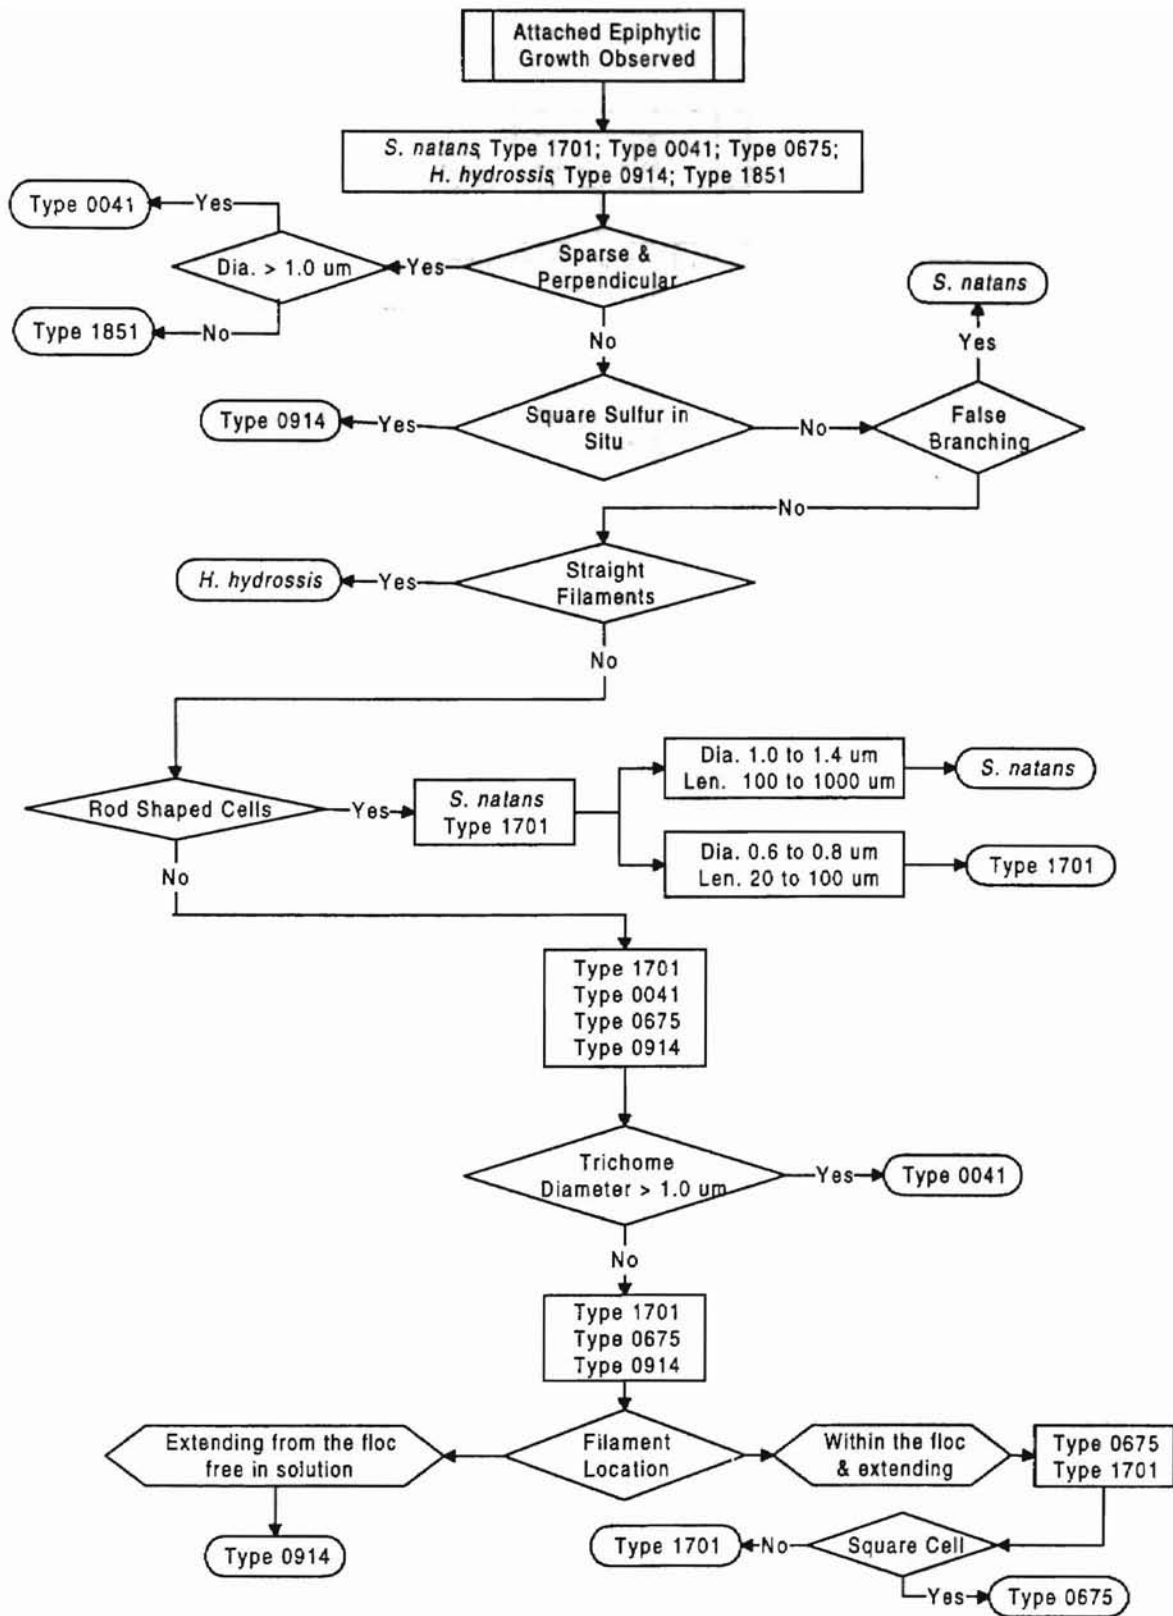 Attached Epiphytic
Growth Observed
S. natans, Type 1701; Type 0041; Type 0675;
H. hydrossis, Type 0914; Type 1851
Type 0041
Yes
Dia. > 1.0 um
Yes
Sparse &
Perpendicular
S. natans
Type 1851
No
No
Yes
Type 0914
Yes
Square Sulfur in
Situ
No
False
Branching
No
H. hydrossis
Yes
Straight
Filaments
No
Dia. 1.0 to 1.4 um
Len. 100 to 1000 um
S. natans
Rod Shaped Cells
Yes
S. natans
Type 1701
Dia. 0.6 to 0.8 um
Len. 20 to 100 um
Type 1701
No
Type 1701
Type 0041
Type 0675
Type 0914
Trichome
Diameter > 1.0 um
Yes
Type 0041
No
Type 1701
Type 0675
Type 0914
Extending from the floc
free in solution
Filament
Location
Within the floc
& extending
Type 0675
Type 1701
Type 0914
Type 1701
No
Square Cell
Yes
Type 0675